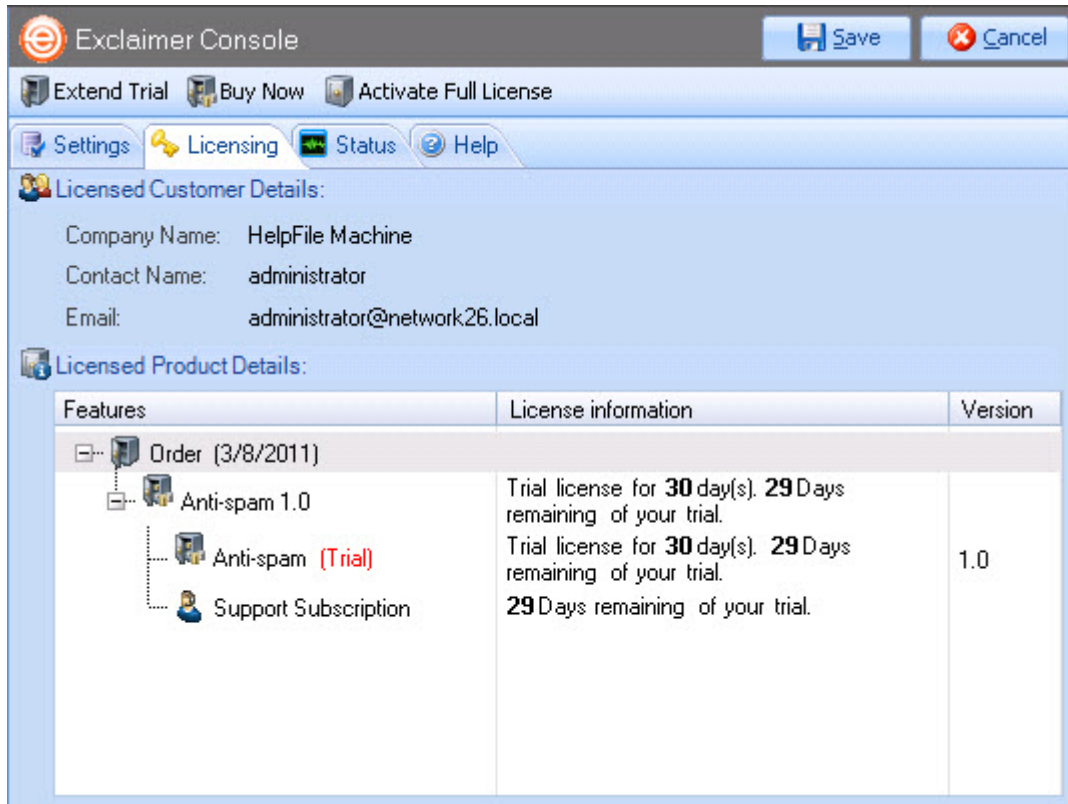 Exclaimer Console Save Cancel
Extend Trial Buy Now Activate Full License
Settings Licensing Status Help
Licensed Customer Details:
Company Name: HelpFile Machine
Contact Name: administrator
Email: administrator@network26.local
Licensed Product Details:
Features License information Version
Order (3/8/2011)
Anti-spam 1.0
Trial license for 30 day(s). 29 Days
remaining of your trial.
Anti-spam (Trial)
Trial license for 30 day(s). 29 Days
remaining of your trial.
1.0
Support Subscription
29 Days remaining of your trial.